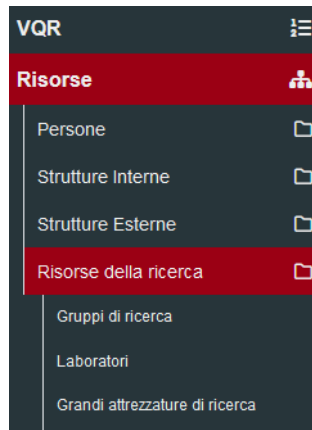 VQR
Risorse
Persone
Strutture Interne
Strutture Esterne
Risorse della ricerca
Gruppi di ricerca
Laboratori
Grandi attrezzature di ricerca